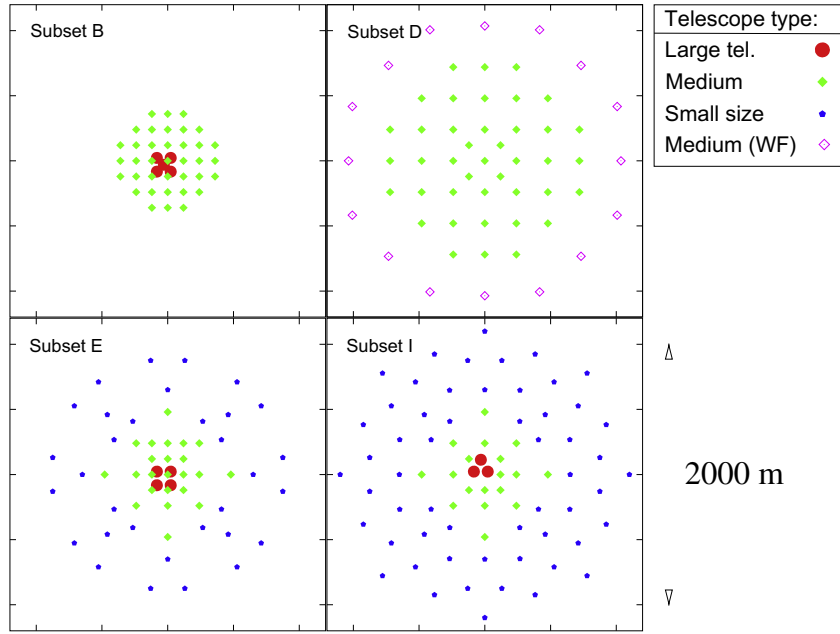 Subset B
Subset D
Telescope type:
Large tel.
Medium
Small size
Medium (WF)
Subset E
Subset I
2000 m